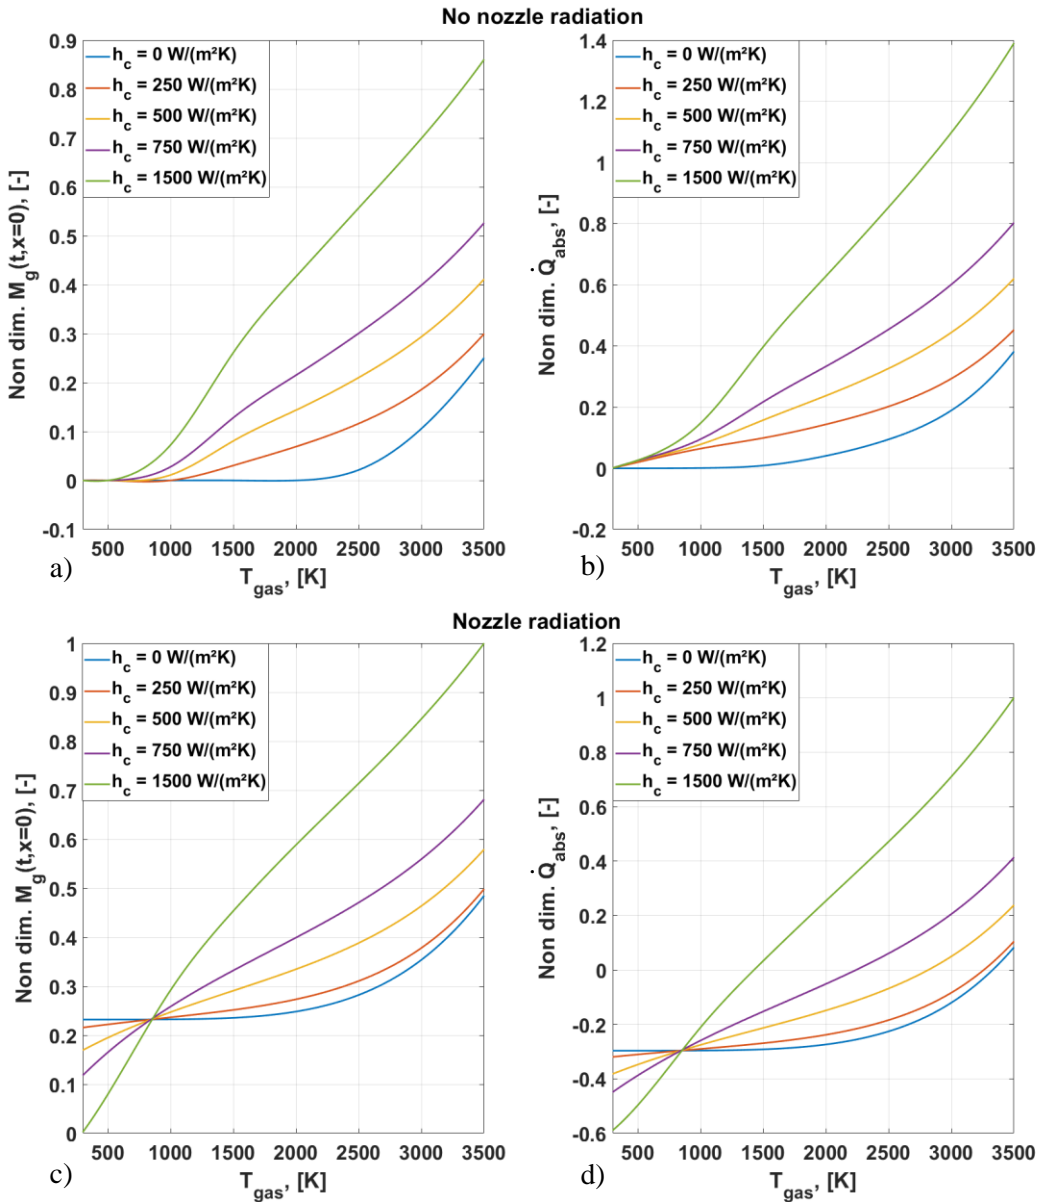 No nozzle radiation
h_c = 0 W/(m²K)
h_c = 250 W/(m²K)
h_c = 500 W/(m²K)
h_c = 750 W/(m²K)
h_c = 1500 W/(m²K)
0.9
0.8
0.7
0.6
0.5
0.4
0.3
0.2
0.1
0
-0.1
Non dim. M_g(t,x=0), [-]
500 1000 1500 2000 2500 3000 3500
T_gas, [K]
a)
h_c = 0 W/(m²K)
h_c = 250 W/(m²K)
h_c = 500 W/(m²K)
h_c = 750 W/(m²K)
h_c = 1500 W/(m²K)
1.4
1.2
1
0.8
0.6
0.4
0.2
0
-0.2
Non dim. Q̇_abs, [-]
500 1000 1500 2000 2500 3000 3500
T_gas, [K]
b)
Nozzle radiation
h_c = 0 W/(m²K)
h_c = 250 W/(m²K)
h_c = 500 W/(m²K)
h_c = 750 W/(m²K)
h_c = 1500 W/(m²K)
1
0.9
0.8
0.7
0.6
0.5
0.4
0.3
0.2
0.1
0
Non dim. M_g(t,x=0), [-]
500 1000 1500 2000 2500 3000 3500
T_gas, [K]
c)
h_c = 0 W/(m²K)
h_c = 250 W/(m²K)
h_c = 500 W/(m²K)
h_c = 750 W/(m²K)
h_c = 1500 W/(m²K)
1.2
1
0.8
0.6
0.4
0.2
0
-0.2
-0.4
-0.6
Non dim. Q̇_abs, [-]
500 1000 1500 2000 2500 3000 3500
T_gas, [K]
d)